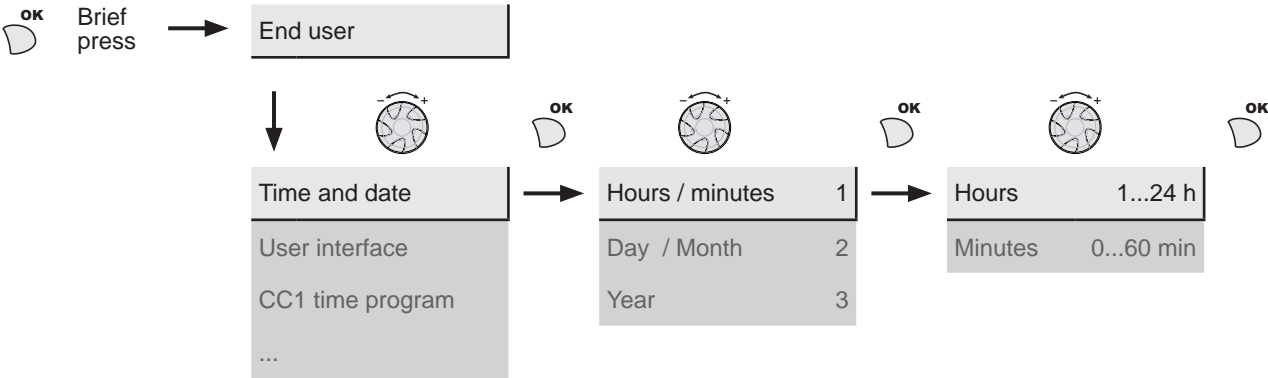 OK
Brief
press
End user
- +
OK
- +
OK
- +
OK
Time and date
Hours / minutes 1
Hours 1...24 h
User interface
Day / Month 2
Minutes 0...60 min
CC1 time program
Year 3
...